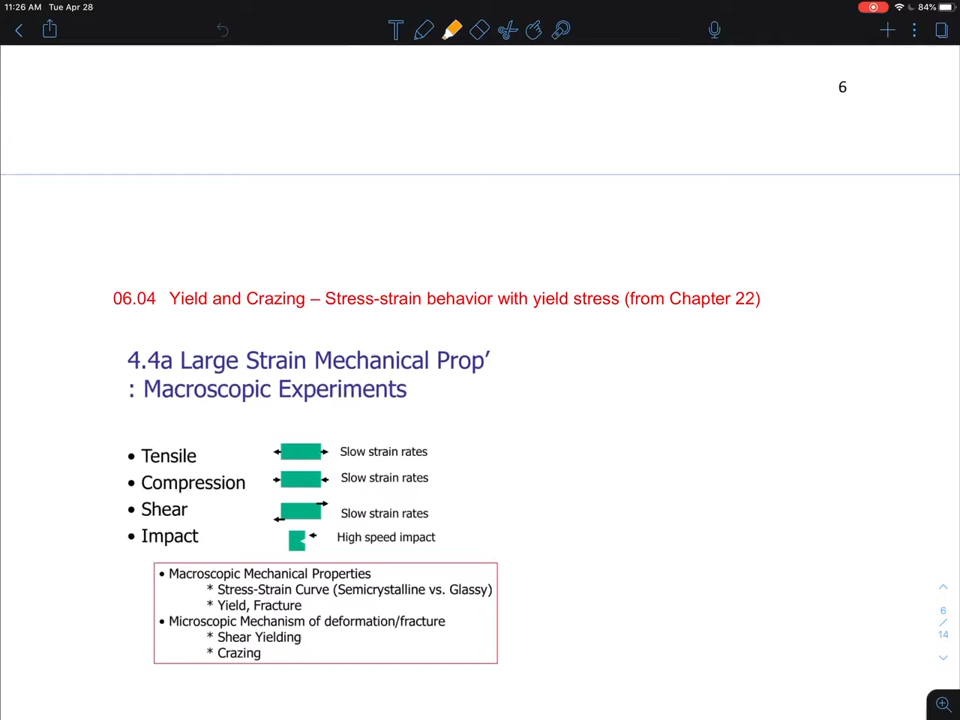 11:26 AM Tue Apr 28
84%
6
06.04 Yield and Crazing – Stress-strain behavior with yield stress (from Chapter 22)
4.4a Large Strain Mechanical Prop’
: Macroscopic Experiments
• Tensile Slow strain rates
• Compression Slow strain rates
• Shear Slow strain rates
• Impact High speed impact
• Macroscopic Mechanical Properties
* Stress-Strain Curve (Semicrystalline vs. Glassy)
* Yield, Fracture
• Microscopic Mechanism of deformation/fracture
* Shear Yielding
* Crazing
6
/
14